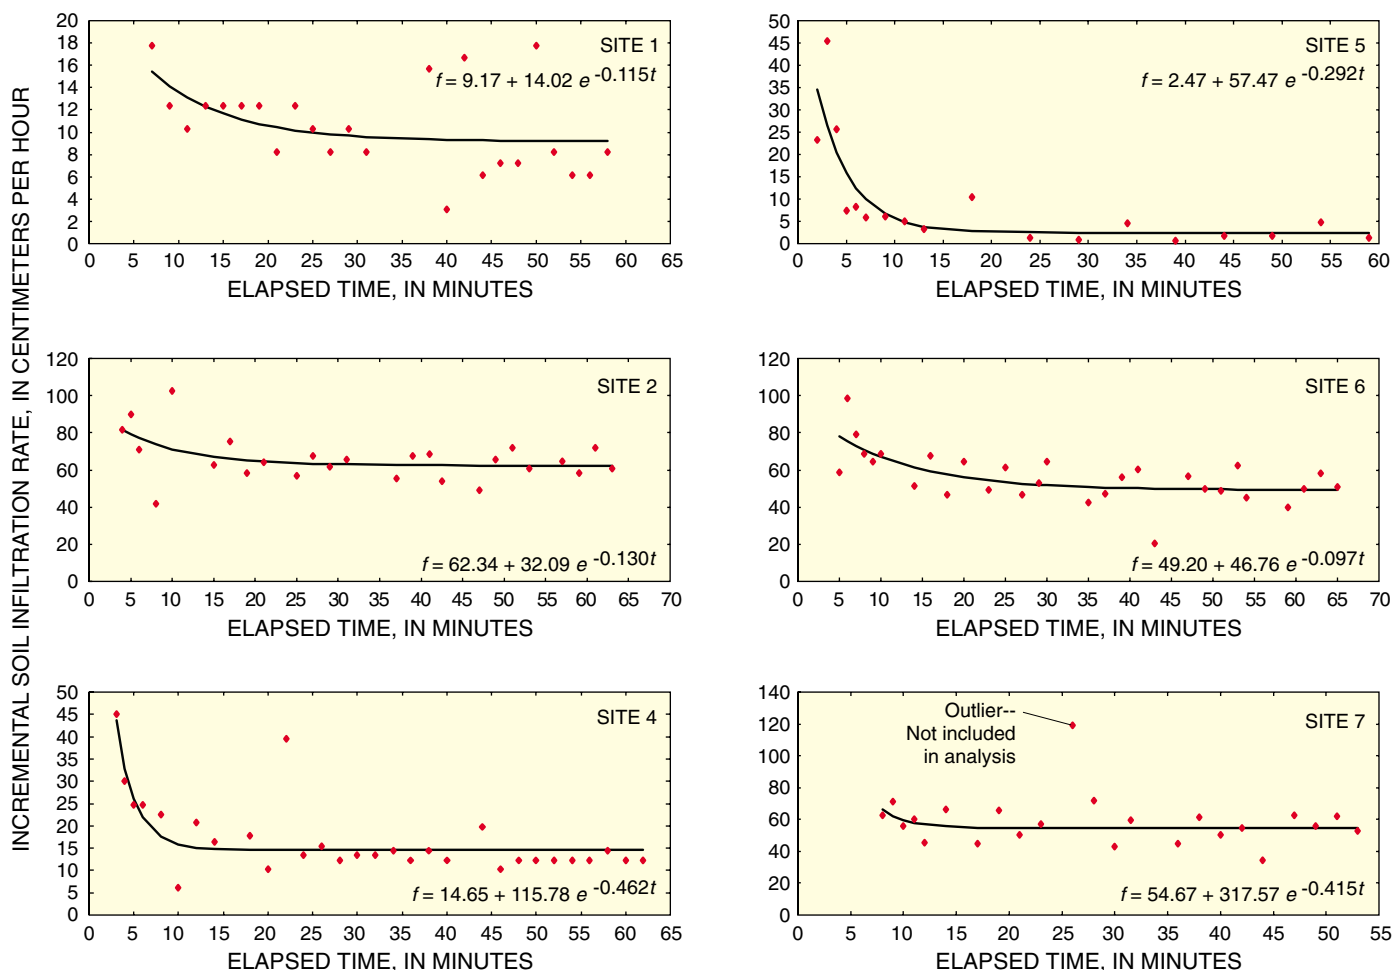 INCREMENTAL SOIL INFILTRATION RATE, IN CENTIMETERS PER HOUR
20
18
16
14
12
10
8
6
4
2
0
SITE 1
f = 9.17 + 14.02 e -0.115t
0 5 10 15 20 25 30 35 40 45 50 55 60 65
ELAPSED TIME, IN MINUTES
50
45
40
35
30
25
20
15
10
5
0
SITE 5
f = 2.47 + 57.47 e -0.292t
0 5 10 15 20 25 30 35 40 45 50 55 60
ELAPSED TIME, IN MINUTES
120
100
80
60
40
20
0
SITE 2
f = 62.34 + 32.09 e -0.130t
0 5 10 15 20 25 30 35 40 45 50 55 60 65 70
ELAPSED TIME, IN MINUTES
120
100
80
60
40
20
0
SITE 6
f = 49.20 + 46.76 e -0.097t
0 5 10 15 20 25 30 35 40 45 50 55 60 65 70
ELAPSED TIME, IN MINUTES
50
45
40
35
30
25
20
15
10
5
0
SITE 4
f = 14.65 + 115.78 e -0.462t
0 5 10 15 20 25 30 35 40 45 50 55 60 65
ELAPSED TIME, IN MINUTES
140
120
100
80
60
40
20
0
Outlier--
Not included
in analysis
SITE 7
f = 54.67 + 317.57 e -0.415t
0 5 10 15 20 25 30 35 40 45 50 55
ELAPSED TIME, IN MINUTES